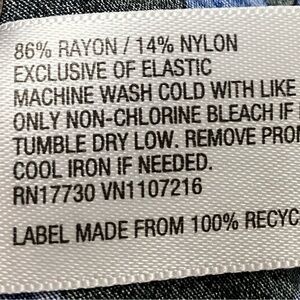 86% RAYON / 14% NYLON
EXCLUSIVE OF ELASTIC
MACHINE WASH COLD WITH LIKE
ONLY NON-CHLORINE BLEACH IF
TUMBLE DRY LOW. REMOVE
COOL IRON IF NEEDED.
RN17730 VN1107216
LABEL MADE FROM 100%